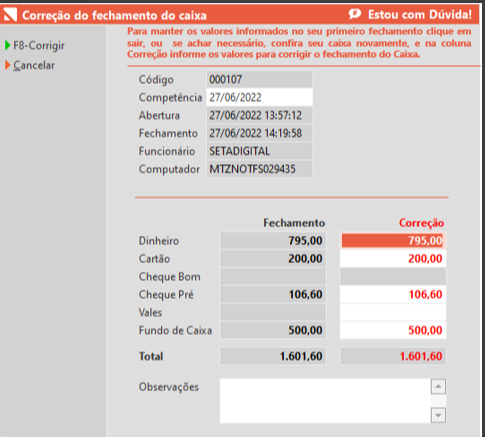 Correção do fechamento do caixa
Estou com Dúvida!
F8-Corrigir
Cancelar
Para manter os valores informados no seu primeiro fechamento clique em
sair, ou se achar necessário, confira seu caixa novamente, e na coluna
Correção informe os valores para corrigir o fechamento do Caixa.
Código 000107
Competência 27/06/2022
Abertura 27/06/2022 13:57:12
Fechamento 27/06/2022 14:19:58
Funcionário SETADIGITAL
Computador MTZNOTFS029435
Fechamento Correção
Dinheiro 795,00 795,00
Cartão 200,00 200,00
Cheque Bom
Cheque Pré 106,60 106,60
Vales
Fundo de Caixa 500,00 500,00
Total 1.601,60 1.601,60
Observações